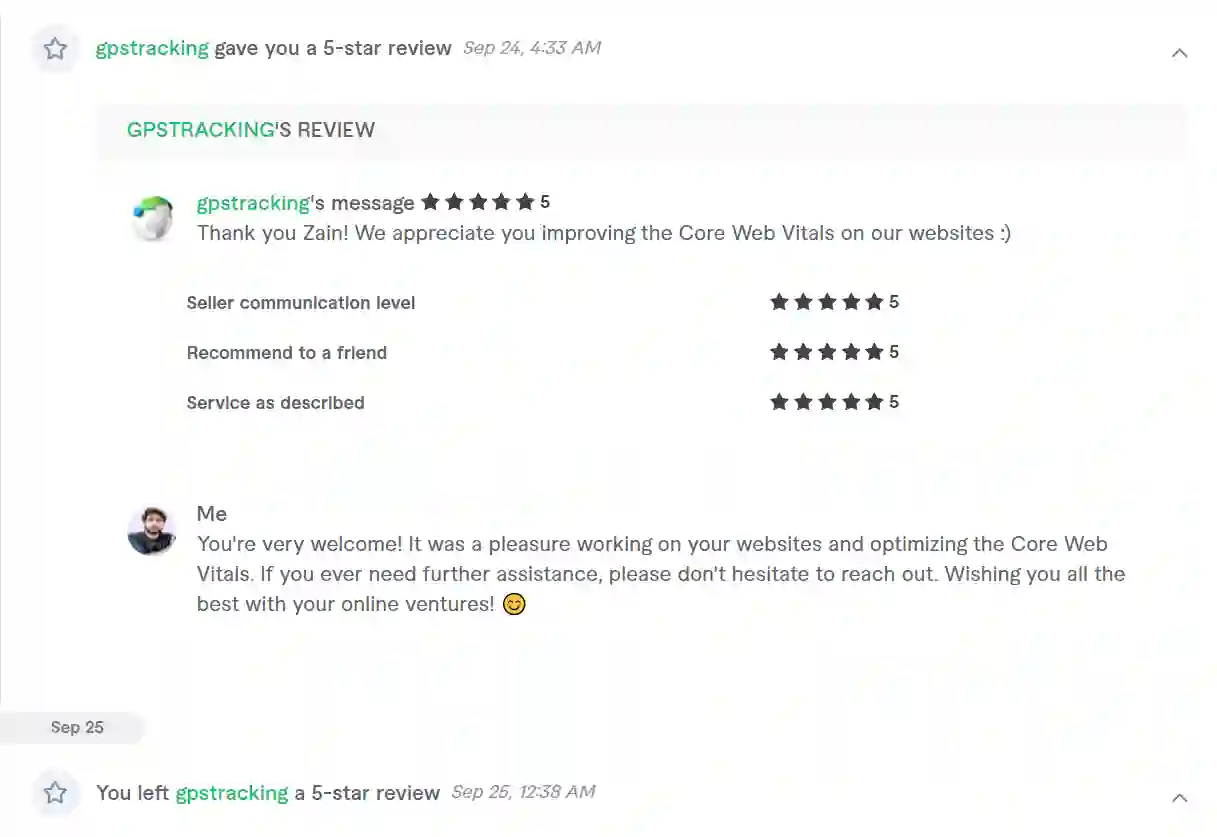 gpstracking gave you a 5-star review Sep 24, 4:33 AM
GPSTRACKING'S REVIEW
gpstracking's message ★★★★★ 5
Thank you Zain! We appreciate you improving the Core Web Vitals on our websites :)
Seller communication level ★★★★★ 5
Recommend to a friend ★★★★★ 5
Service as described ★★★★★ 5
Me
You're very welcome! It was a pleasure working on your websites and optimizing the Core Web
Vitals. If you ever need further assistance, please don't hesitate to reach out. Wishing you all the
best with your online ventures! 😊
Sep 25
You left gpstracking a 5-star review Sep 25, 12:38 AM